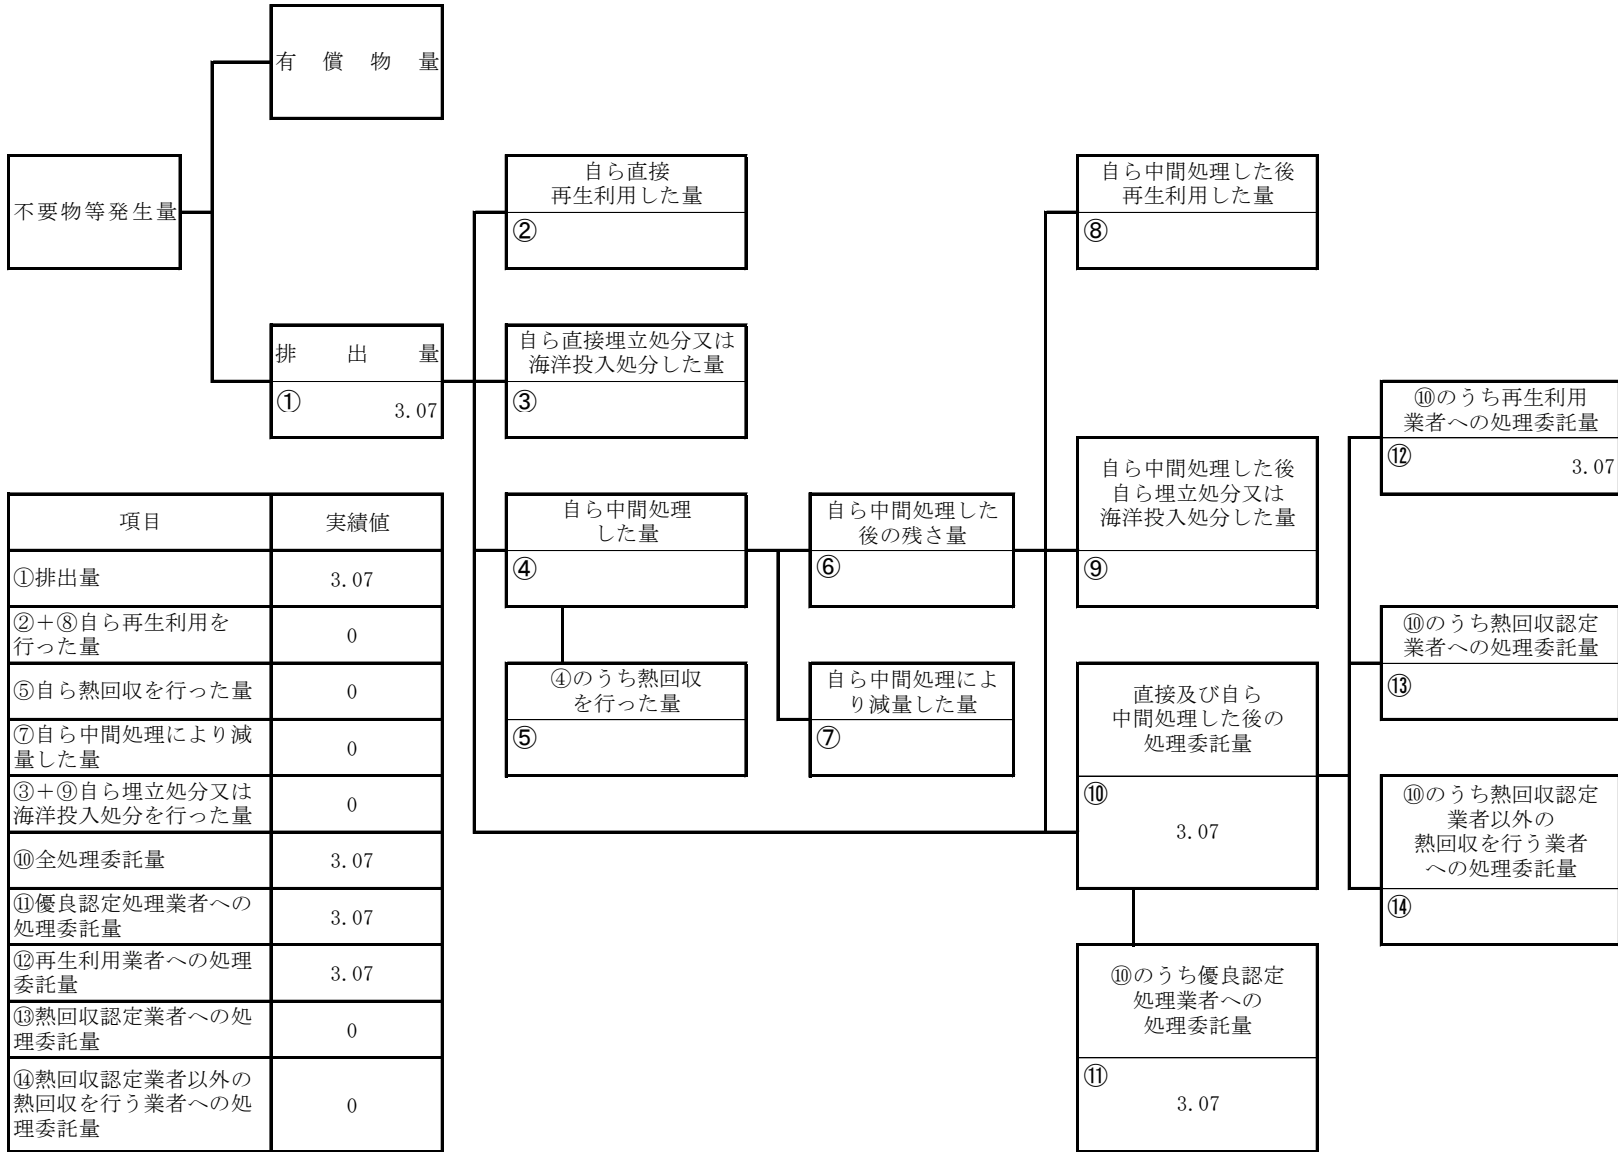 有償物量
不要物等発生量
排出量
①
3.07
自ら直接
再生利用した量
②
自ら直接埋立処分又は
海洋投入処分した量
③
自ら中間処理
した量
④
④のうち熱回収
を行った量
⑤
自ら中間処理した
後の残さ量
⑥
自ら中間処理によ
り減量した量
⑦
自ら中間処理した後
再生利用した量
⑧
自ら中間処理した後
自ら埋立処分又は
海洋投入処分した量
⑨
直接及び自ら
中間処理した後の
処理委託量
⑩
3.07
⑩のうち優良認定
処理業者への
処理委託量
⑪
3.07
⑩のうち再生利用
業者への処理委託量
⑫
3.07
⑩のうち熱回収認定
業者への処理委託量
⑬
⑩のうち熱回収認定
業者以外の
熱回収を行う業者
への処理委託量
⑭
項目 実績値
①排出量 3.07
②+⑧自ら再生利用を
行った量 0
⑤自ら熱回収を行った量 0
⑦自ら中間処理により減
量した量 0
③+⑨自ら埋立処分又は
海洋投入処分を行った量 0
⑩全処理委託量 3.07
⑪優良認定処理業者への
処理委託量 3.07
⑫再生利用業者への処理
委託量 3.07
⑬熱回収認定業者への処
理委託量 0
⑭熱回収認定業者以外の
熱回収を行う業者への処
理委託量 0